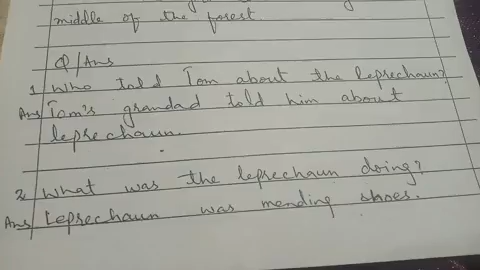 middle of the forest
Q/Ans
1 Who told Tom about the leprechaun?
Ans Tom's grandad told him about
leprechaun.
2 What was the leprechaun doing?
Ans Leprechaun was mending shoes.